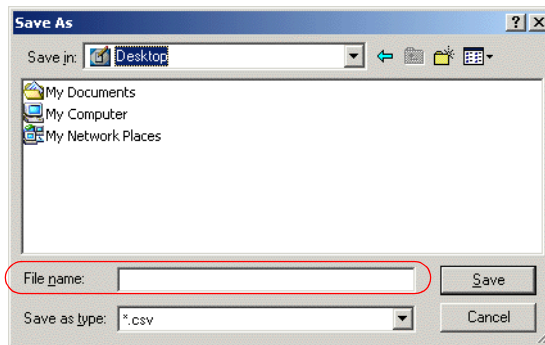 Save As
Save in: Desktop
My Documents
My Computer
My Network Places
File name:
Save
Save as type: *.csv
Cancel